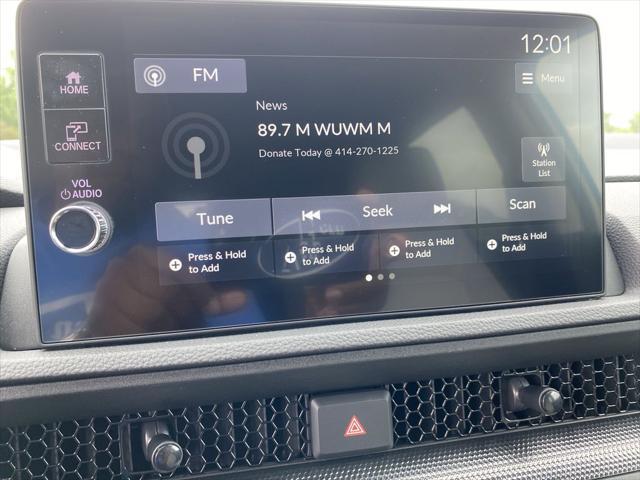 12:01
HOME
FM
Menu
CONNECT
News
89.7 M WUWM M
Donate Today @ 414-270-1225
Station
List
VOL
AUDIO
Tune
Seek
Scan
Press & Hold
to Add
Press & Hold
to Add
Press & Hold
to Add
Press & Hold
to Add